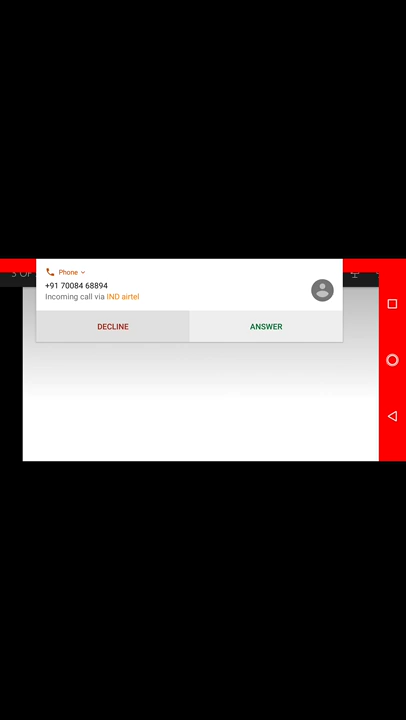 Phone
+91 70084 68894
Incoming call via IND airtel
DECLINE
ANSWER